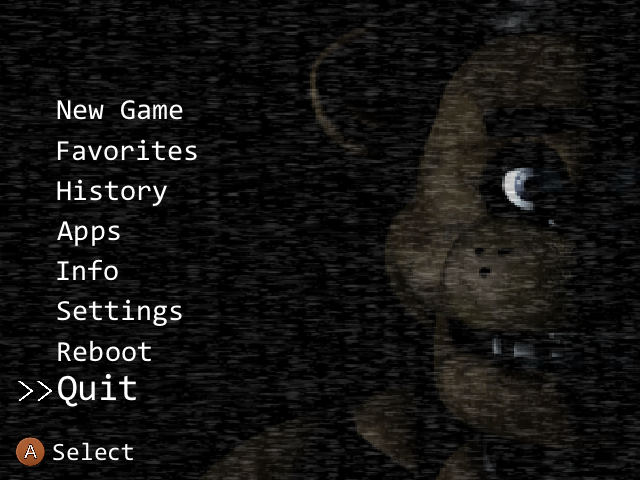 New Game
Favorites
History
Apps
Info
Settings
Reboot
>>Quit
A Select